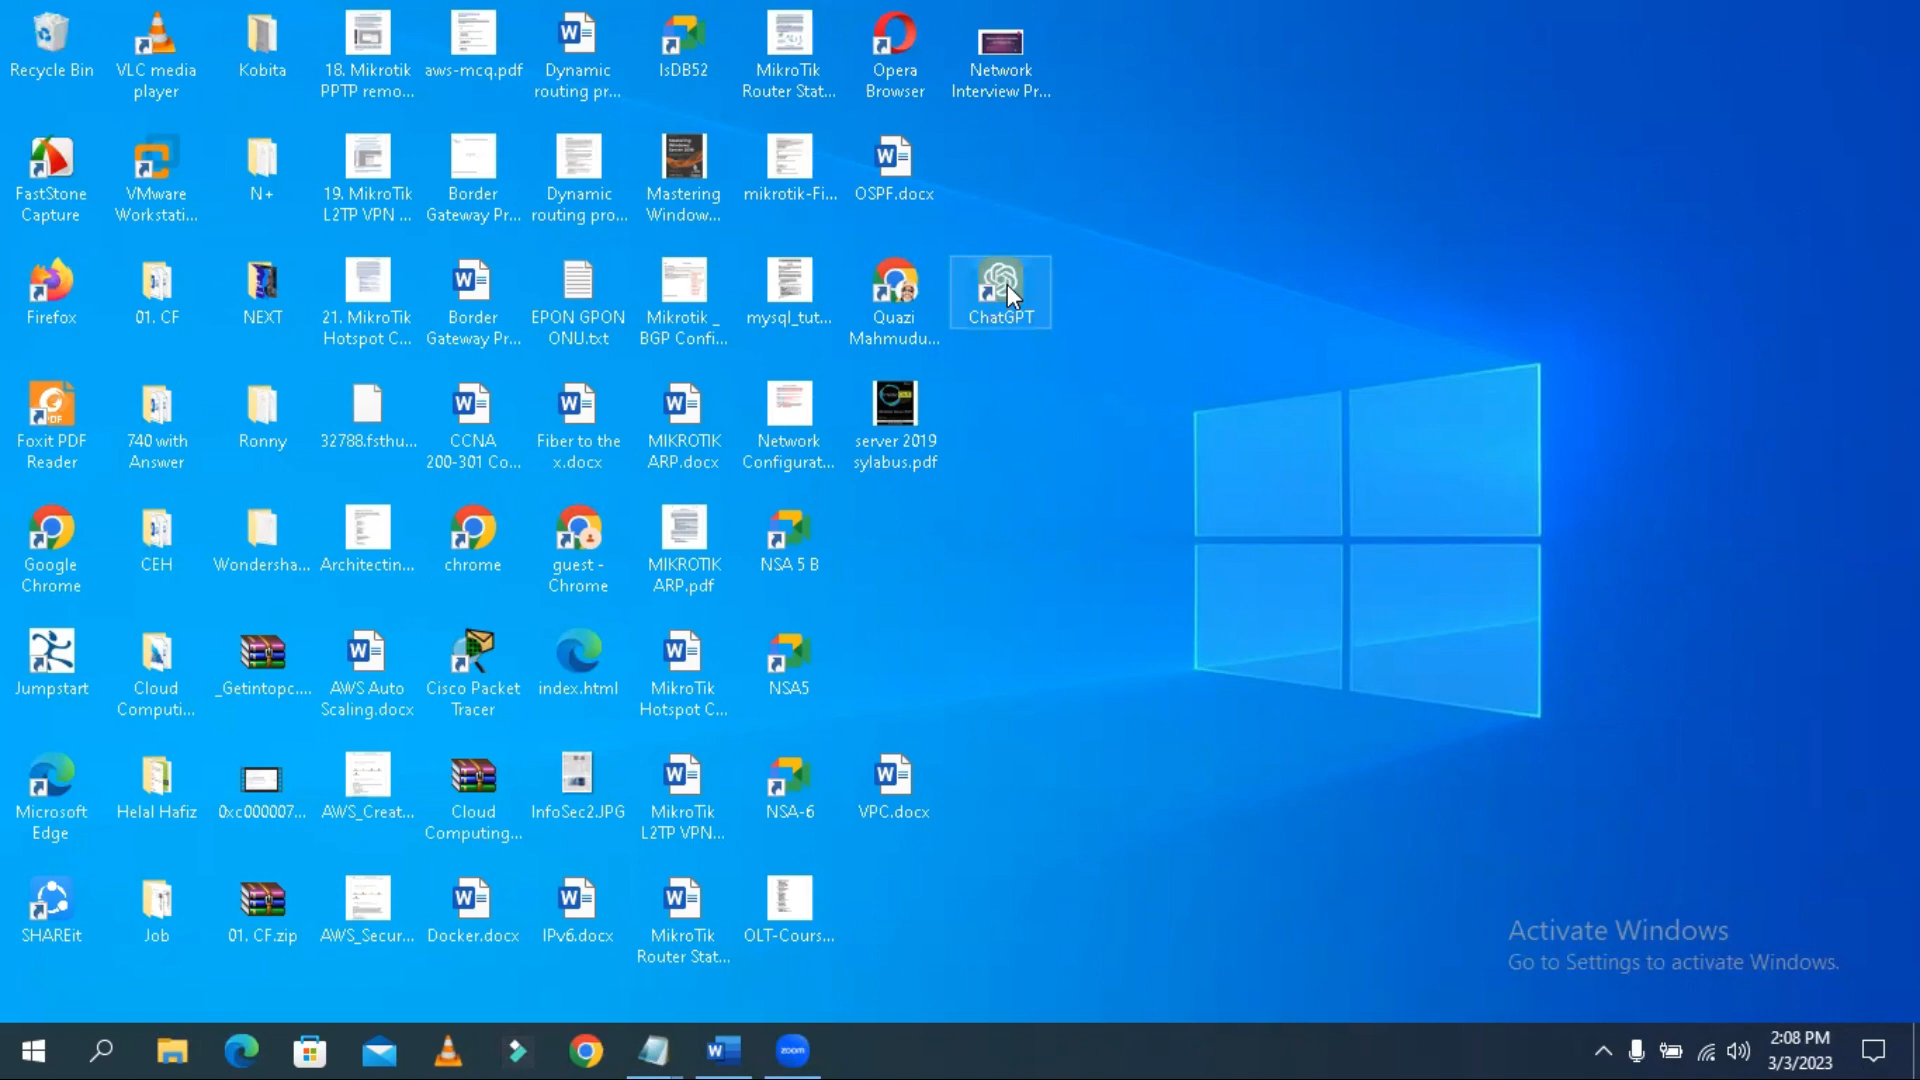 Recycle Bin
VLC media
player
Kobita
18. Mikrotik
PPTP remo...
aws-mcq.pdf
Dynamic
routing pr...
IsDB52
MikroTik
Router Stat...
Opera
Browser
Network
Interview Pr...
FastStone
Capture
VMware
Workstati...
N+
19. MikroTik
L2TP VPN ...
Border
Gateway Pr...
Dynamic
routing pro...
Mastering
Window...
mikrotik-Fi...
OSPF.docx
Firefox
01. CF
NEXT
21. MikroTik
Hotspot C...
Border
Gateway Pr...
EPON GPON
ONU.txt
Mikrotik _
BGP Confi...
mysql_tut...
Quazi
Mahmudu...
ChatGPT
Foxit PDF
Reader
740 with
Answer
Ronny
32788.fsthu...
CCNA
200-301 Co...
Fiber to the
x.docx
MIKROTIK
ARP.docx
Network
Configurat...
server 2019
sylabus.pdf
Google
Chrome
CEH
Wondersha...
Architectin...
chrome
guest -
Chrome
MIKROTIK
ARP.pdf
NSA 5 B
Jumpstart
Cloud
Computi...
_Getintopc....
AWS Auto
Scaling.docx
Cisco Packet
Tracer
index.html
MikroTik
Hotspot C...
NSA5
Microsoft
Edge
Helal Hafiz
0xc000007...
AWS_Creat...
Cloud
Computing...
InfoSec2.JPG
MikroTik
L2TP VPN...
NSA-6
VPC.docx
SHAREit
Job
01. CF.zip
AWS_Secur...
Docker.docx
IPv6.docx
MikroTik
Router Stat...
OLT-Cours...
Activate Windows
Go to Settings to activate Windows.
zoom
2:08 PM
3/3/2023